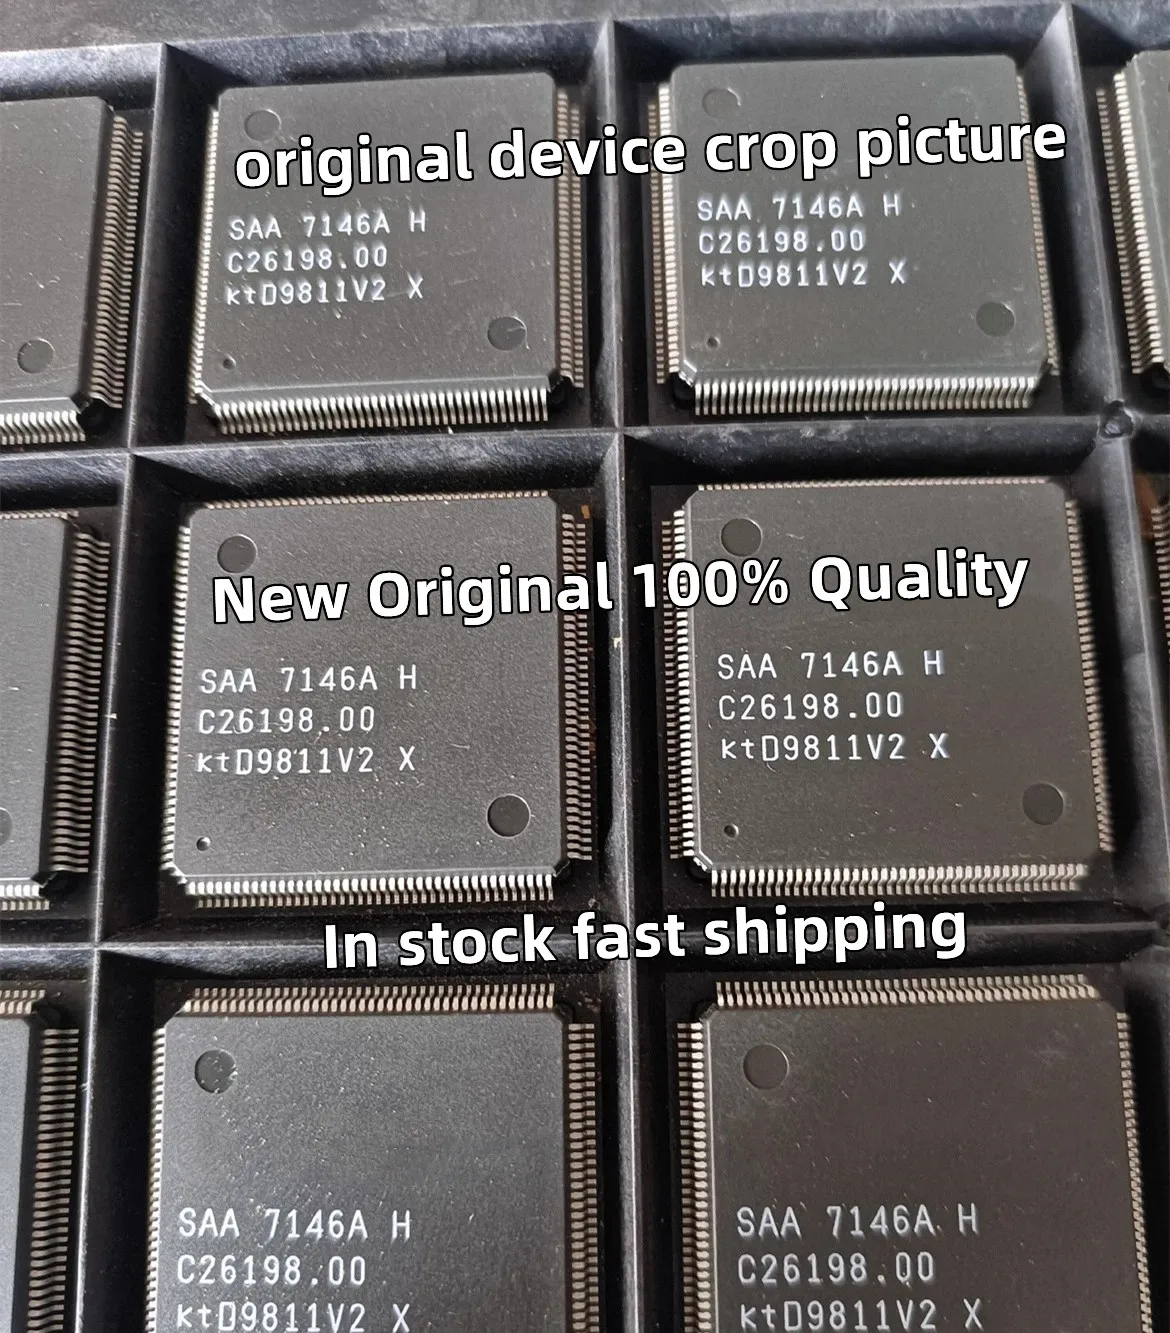 original device crop picture
SAA 7146A H
C26198.00
ktD9811V2 X
SAA 7146A H
C26198.00
ktD9811V2 X
New Original 100% Quality
SAA 7146A H
C26198.00
ktD9811V2 X
SAA 7146A H
C26198.00
ktD9811V2 X
In stock fast shipping
SAA 7146A H
C26198.00
ktD9811V2 X
SAA 7146A H
C26198.00
ktD9811V2 X